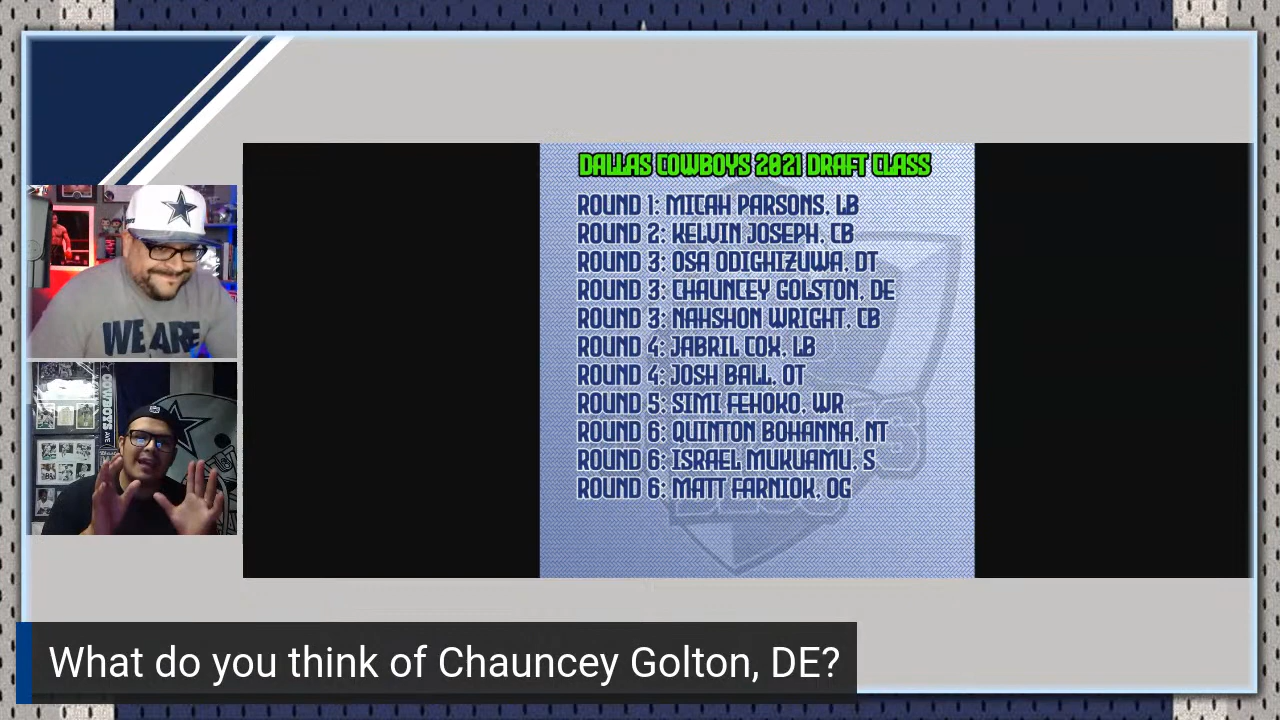 DALLAS COWBOYS 2021 DRAFT CLASS
ROUND 1: MICAH PARSONS, LB
ROUND 2: KELVIN JOSEPH, CB
ROUND 3: OSA ODIGHIZUWA, DT
ROUND 3: CHAUNCEY GOLSTON, DE
ROUND 3: NAHSHON WRIGHT, CB
ROUND 4: JABRIL COX, LB
ROUND 4: JOSH BALL, OT
ROUND 5: SIMI FEHOKO, WR
ROUND 6: QUINTON BOHANNA, NT
ROUND 6: ISRAEL MUKUAMU, S
ROUND 6: MATT FARNIOK, OG
WE ARE
COWBOYS
What do you think of Chauncey Golton, DE?